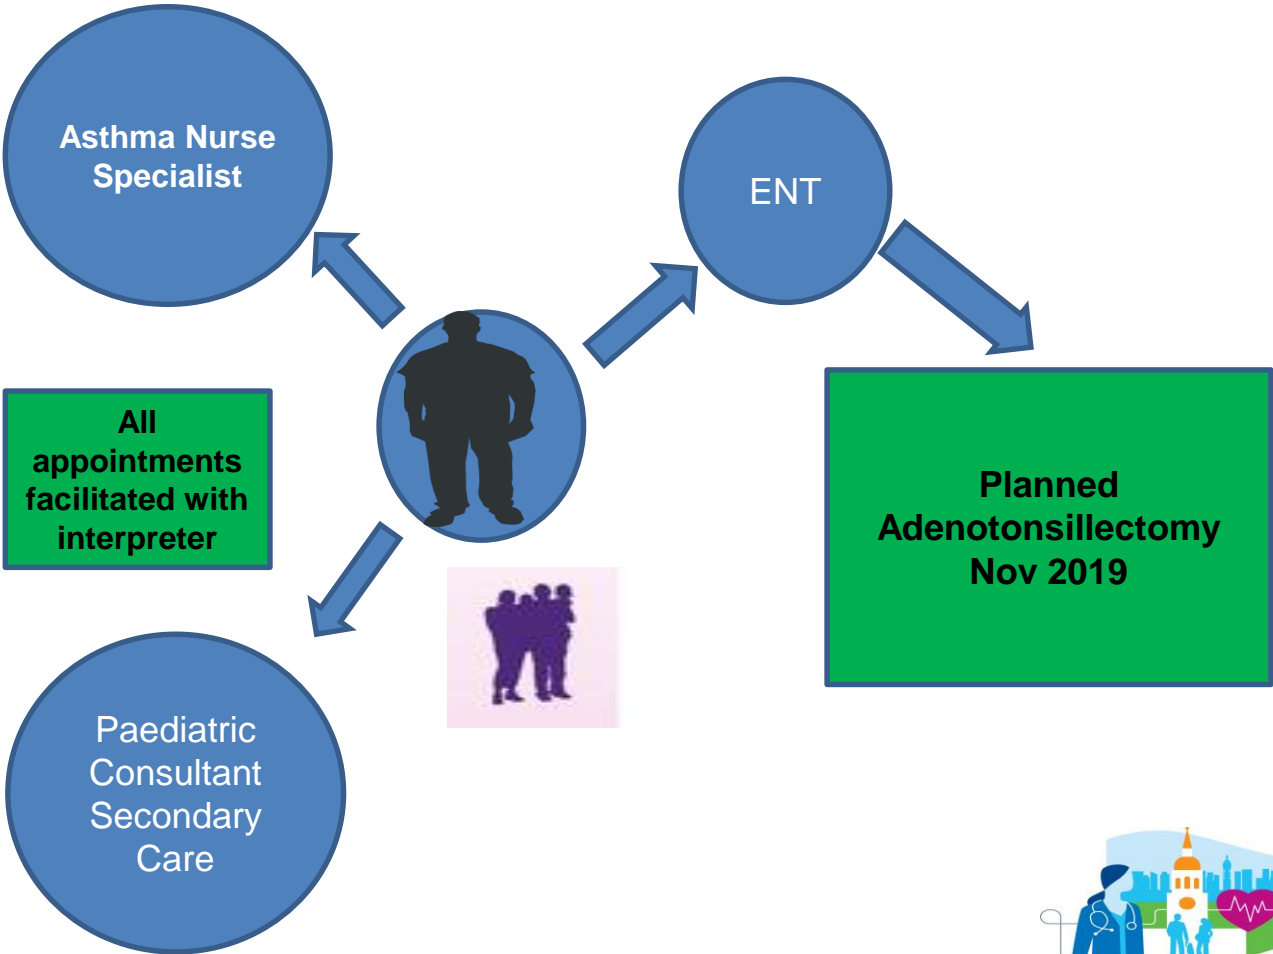 Asthma Nurse
Specialist
ENT
All
appointments
facilitated with
interpreter
Planned
Adenotonsillectomy
Nov 2019
Paediatric
Consultant
Secondary
Care